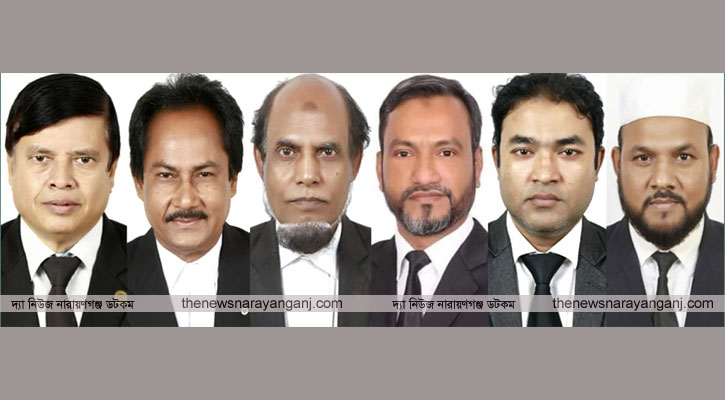 দ্যা নিউজ নারায়ণগঞ্জ ডটকম thenewsnarayanganj.com দ্যা নিউজ নারায়ণগঞ্জ ডটকম thenewsnarayanganj.com